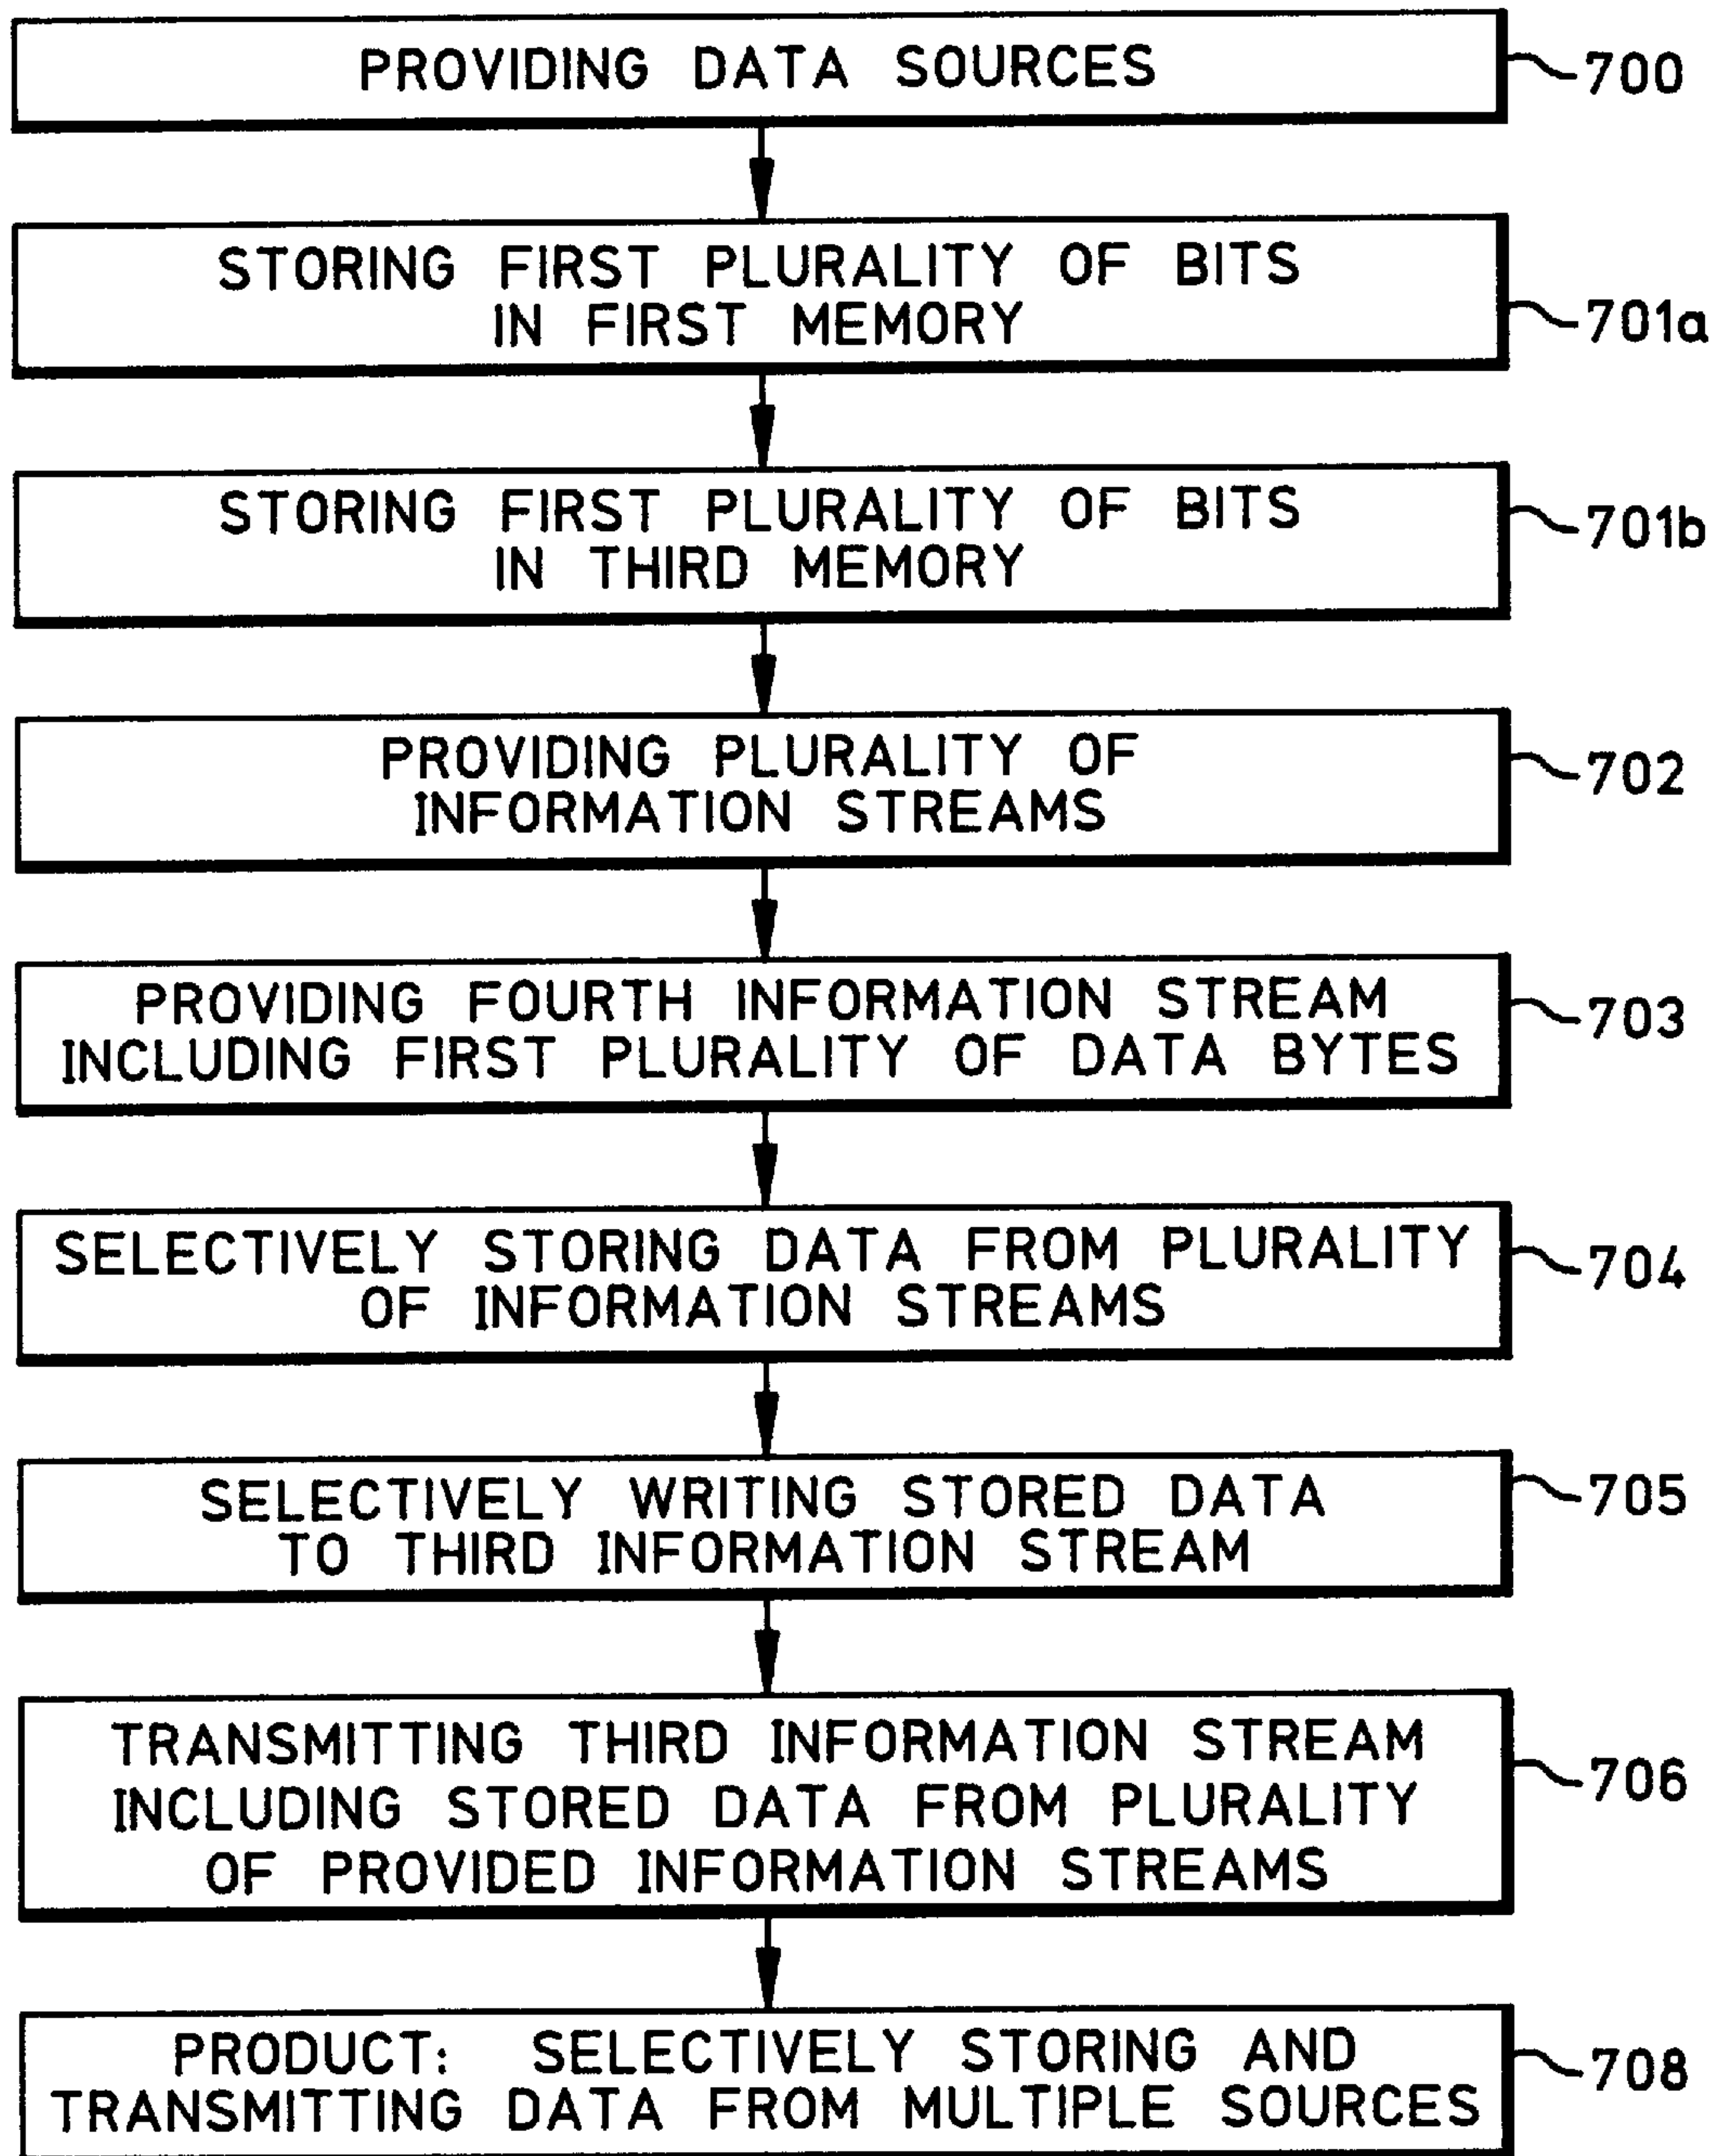 PROVIDING DATA SOURCES
700
STORING FIRST PLURALITY OF BITS
IN FIRST MEMORY
701a
STORING FIRST PLURALITY OF BITS
IN THIRD MEMORY
701b
PROVIDING PLURALITY OF
INFORMATION STREAMS
702
PROVIDING FOURTH INFORMATION STREAM
INCLUDING FIRST PLURALITY OF DATA BYTES
703
SELECTIVELY STORING DATA FROM PLURALITY
OF INFORMATION STREAMS
704
SELECTIVELY WRITING STORED DATA
TO THIRD INFORMATION STREAM
705
TRANSMITTING THIRD INFORMATION STREAM
INCLUDING STORED DATA FROM PLURALITY
OF PROVIDED INFORMATION STREAMS
706
PRODUCT: SELECTIVELY STORING AND
TRANSMITTING DATA FROM MULTIPLE SOURCES
708